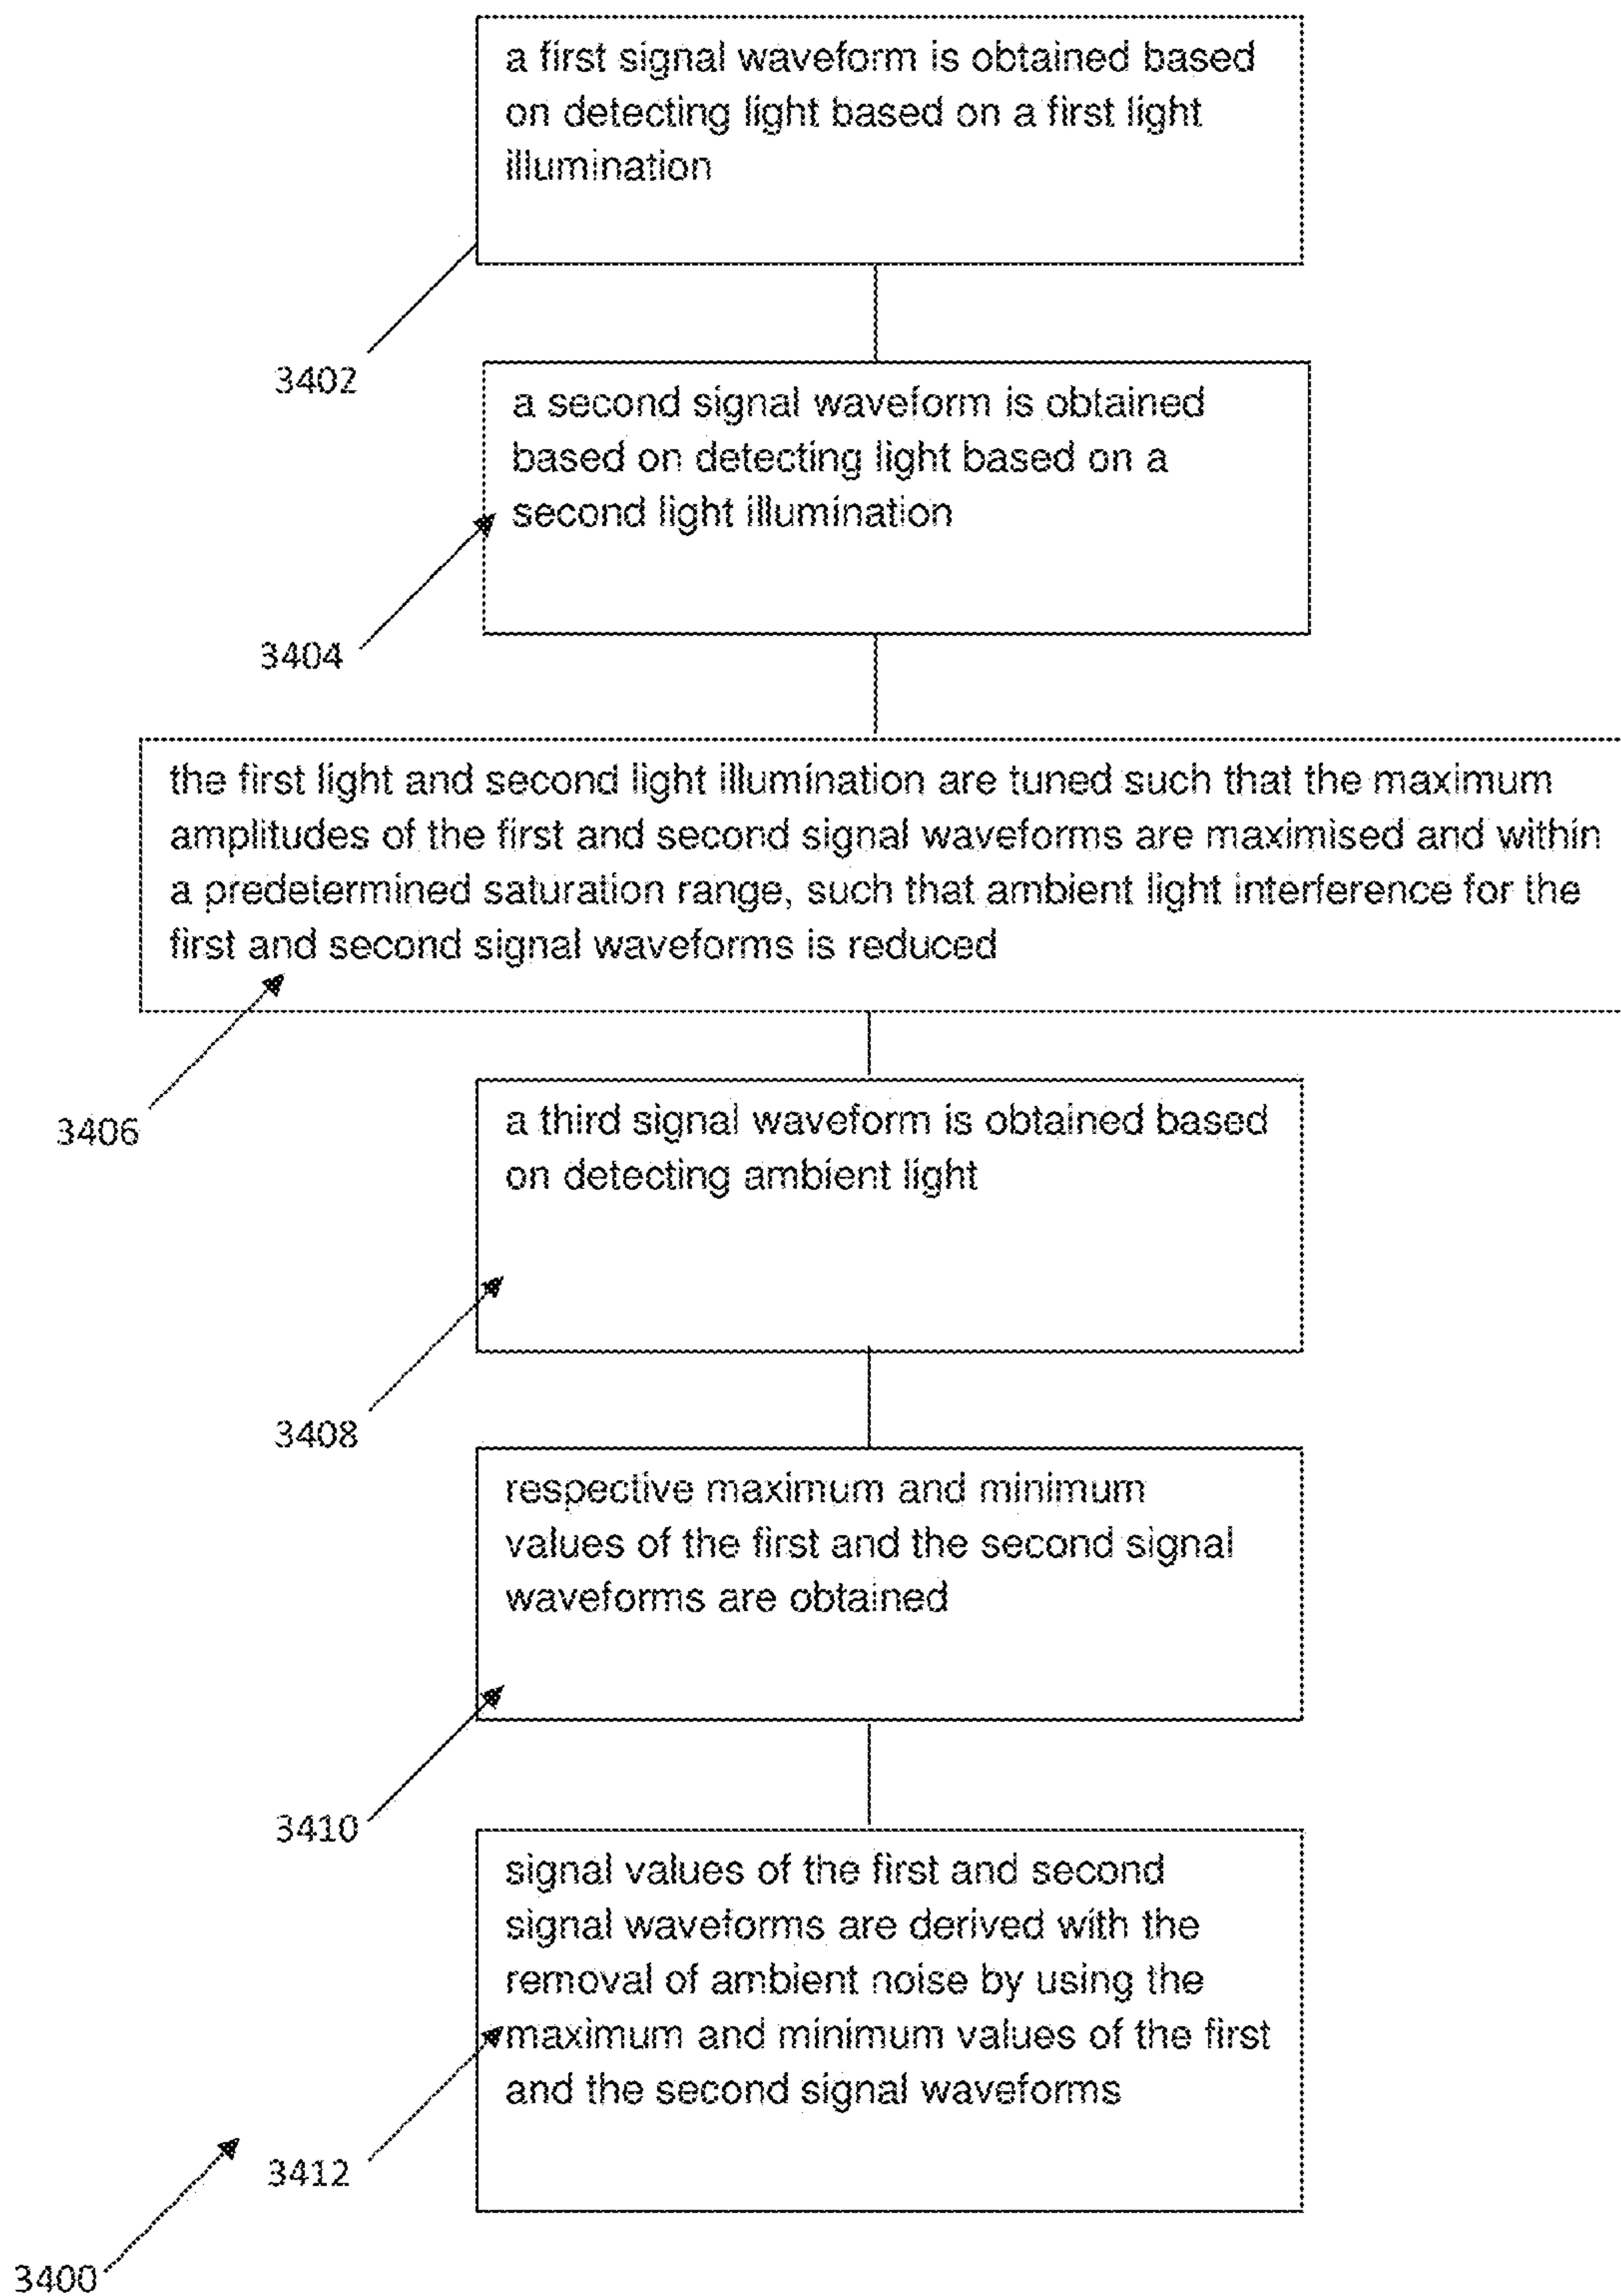 a first signal waveform is obtained based
on detecting light based on a first light
illumination
3402
a second signal waveform is obtained
based on detecting light based on a
second light illumination
3404
the first light and second light illumination are tuned such that the maximum
amplitudes of the first and second signal waveforms are maximised and within
a predetermined saturation range, such that ambient light interference for the
first and second signal waveforms is reduced
3406
a third signal waveform is obtained based
on detecting ambient light
3408
respective maximum and minimum
values of the first and the second signal
waveforms are obtained
3410
signal values of the first and second
signal waveforms are derived with the
removal of ambient noise by using the
maximum and minimum values of the first
and the second signal waveforms
3412
3400